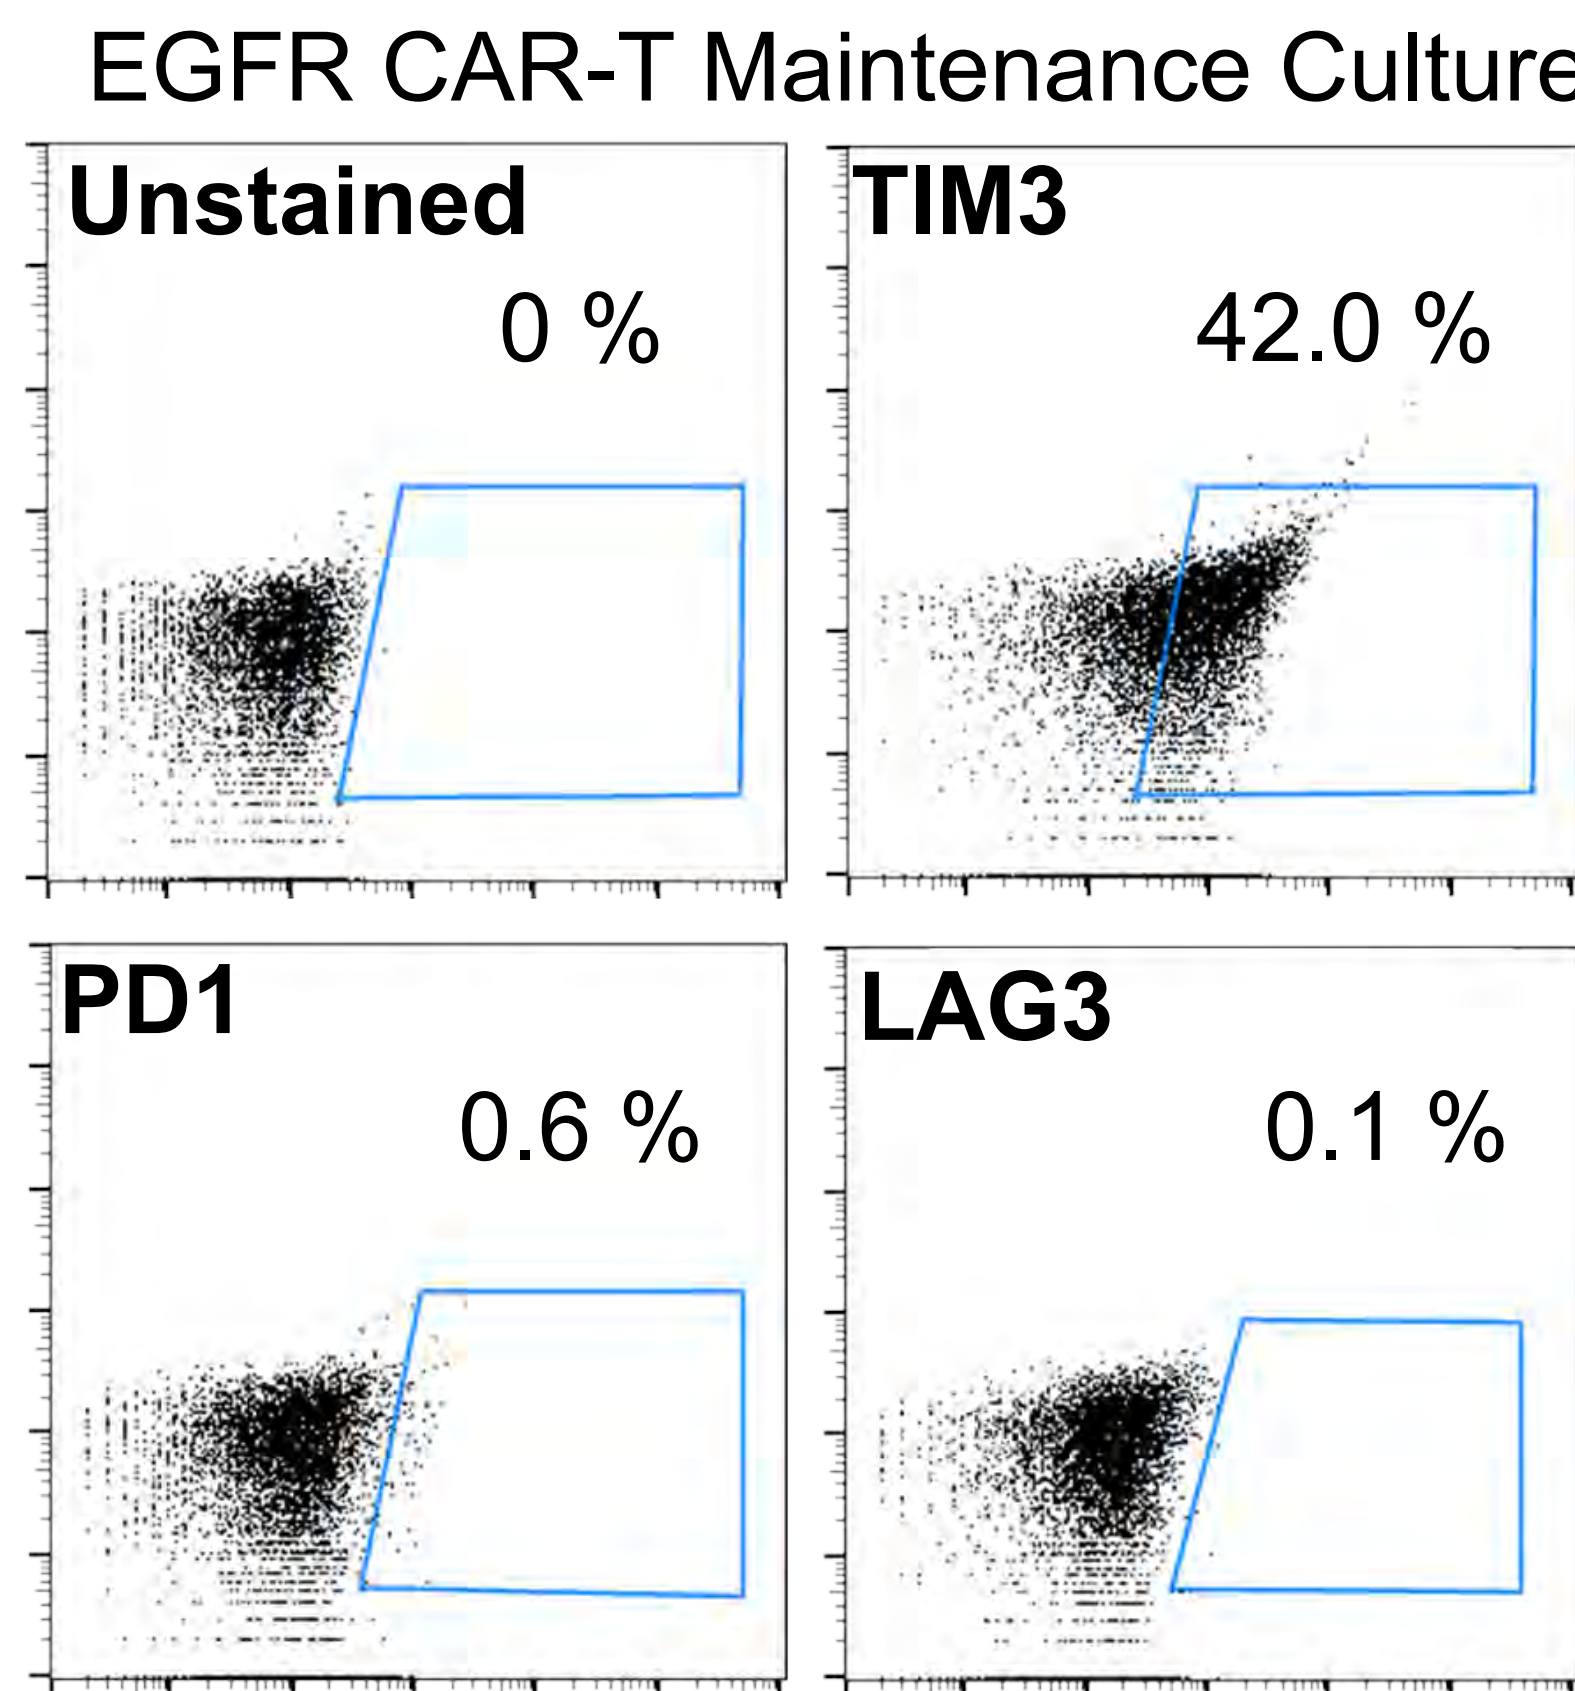 EGFR CAR-T Maintenance Culture
Unstained
0 %
TIM3
42.0 %
PD1
0.6 %
LAG3
0.1 %